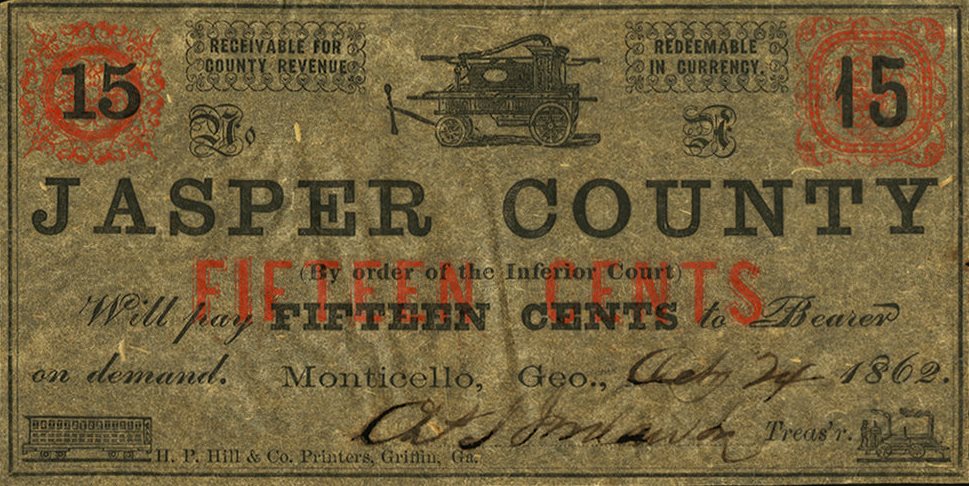 15
RECEIVABLE FOR
COUNTY REVENUE
REDEEMABLE
IN CURRENCY.
15
No
A
JASPER COUNTY
(By order of the Inferior Court)
FIFTEEN CENTS
Will pay FIFTEEN CENTS to Bearer
on demand. Monticello, Geo., 24 1862.
Treas'r.
H. P. Hill & Co. Printers, Griffin, Ga.